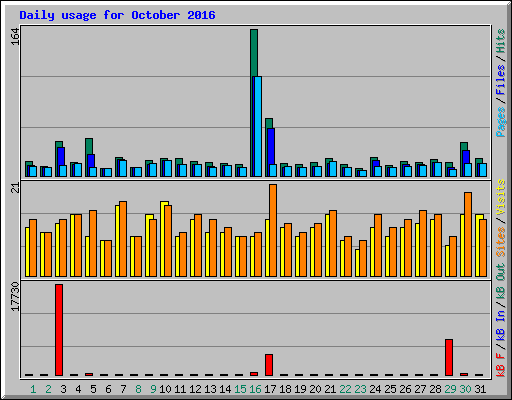 Daily usage for October 2016
164
Pages / Files / Hits
21
Sites / Visits
17730
kB F / kB In / kB Out
1 2 3 4 5 6 7 8 9 10 11 12 13 14 15 16 17 18 19 20 21 22 23 24 25 26 27 28 29 30 31